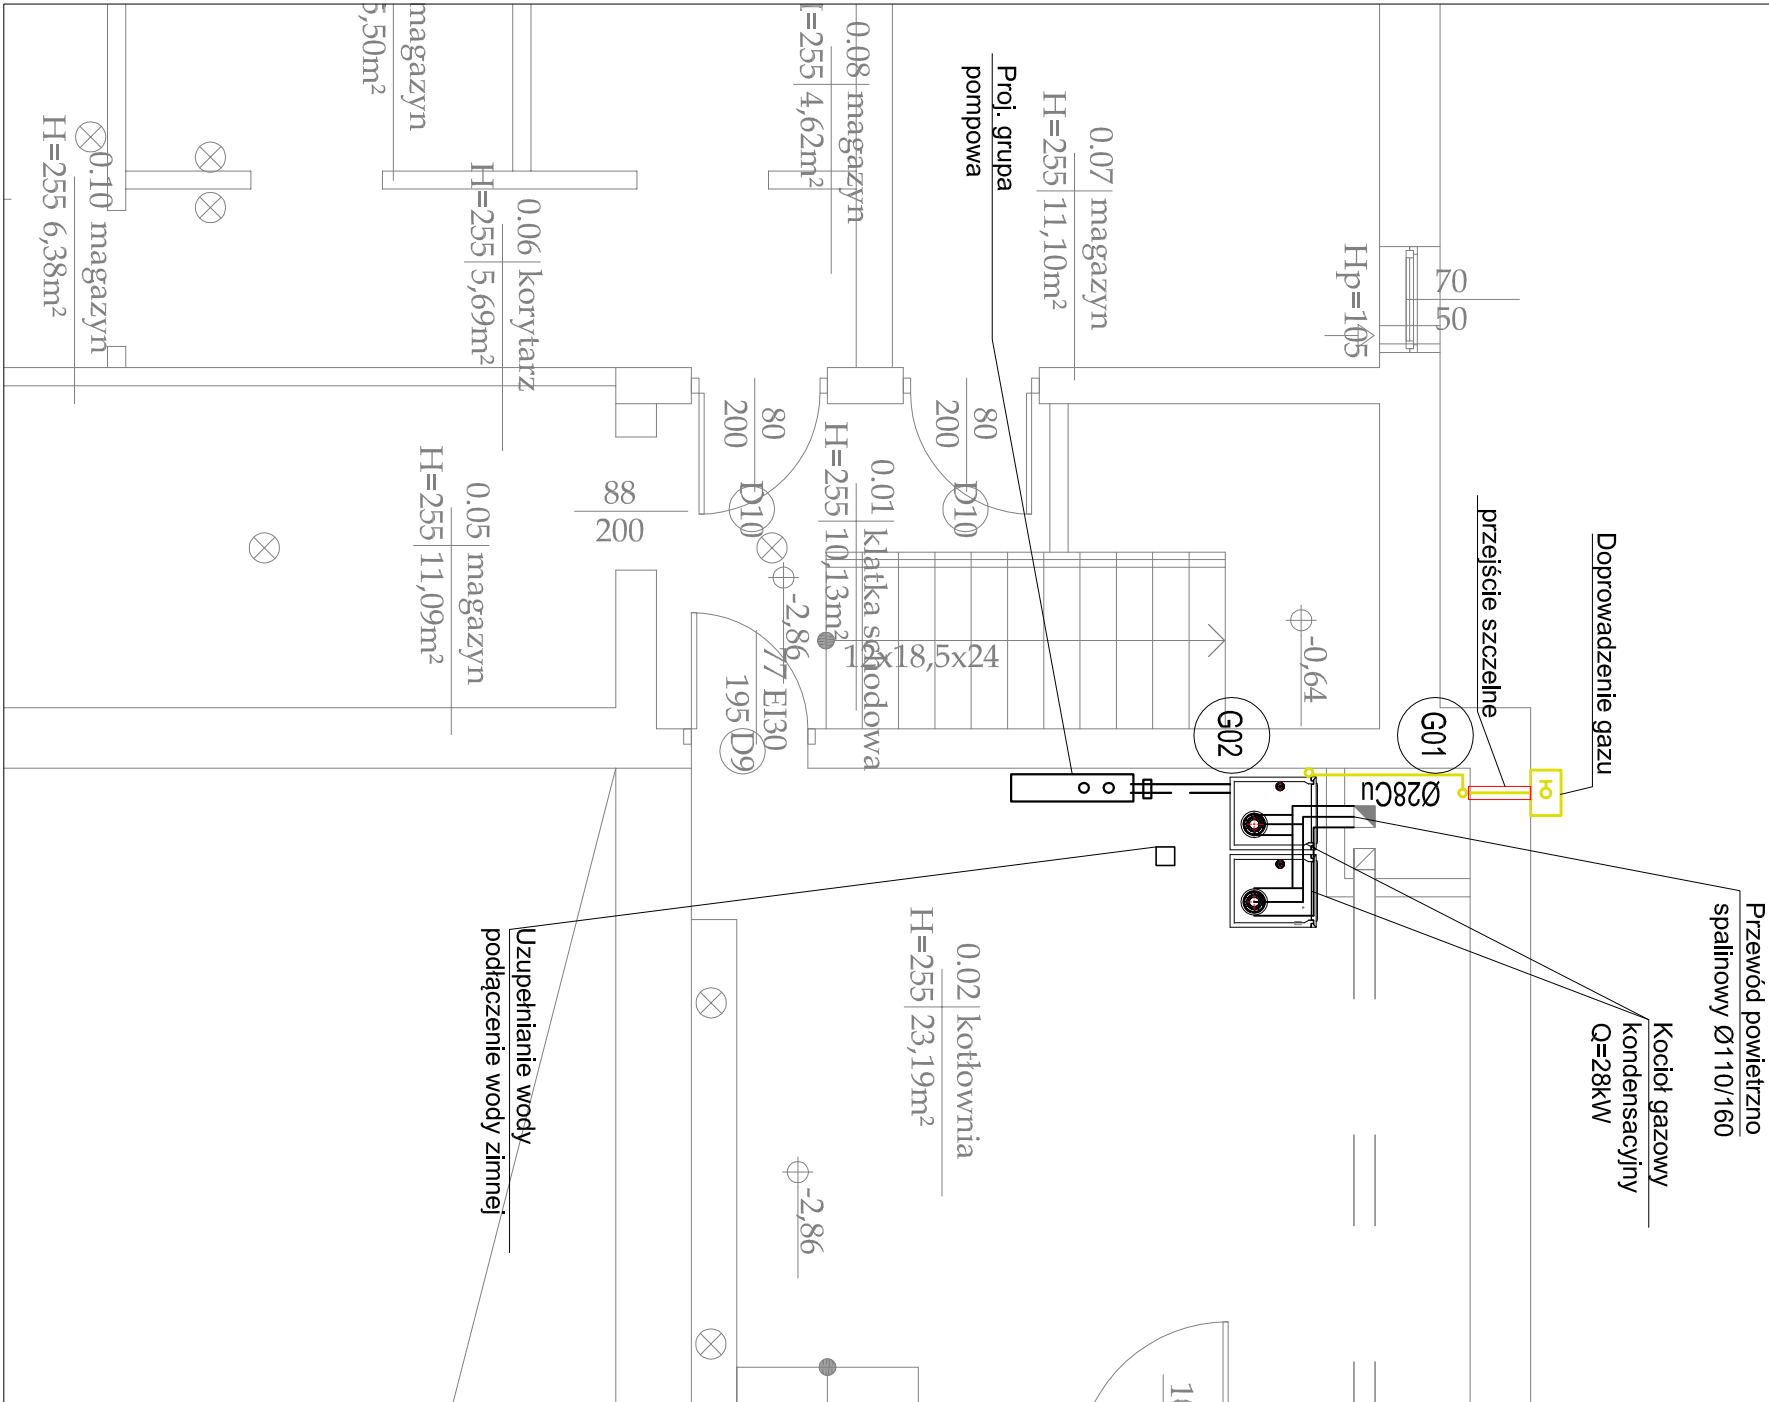 Przewód powietrzno
spalinowy Ø110/160
Kocioł gazowy
kondensacyjny
Q=28kW
Doprowadzenie gazu
przejście szczelne
G01
Ø28Cu
G02
70
50
Hp=105
-0,64
0.07 magazyn
H=255 11,10m²
Proj. grupa
pompowa
0.08 magazyn
=255 4,62m²
magazyn
5,50m²
0.06 korytarz
H=255 5,69m²
0.10 magazyn
H=255 6,38m²
0.05 magazyn
H=255 11,09m²
88
200
80
200
D10
80
200
D10
0.01 klatka schodowa
H=255 10,13m²
12x18,5x24
-2,86
77 EI30
195 D9
0.02 kotłownia
H=255 23,19m²
-2,86
Uzupełnianie wody
podłączenie wody zimnej